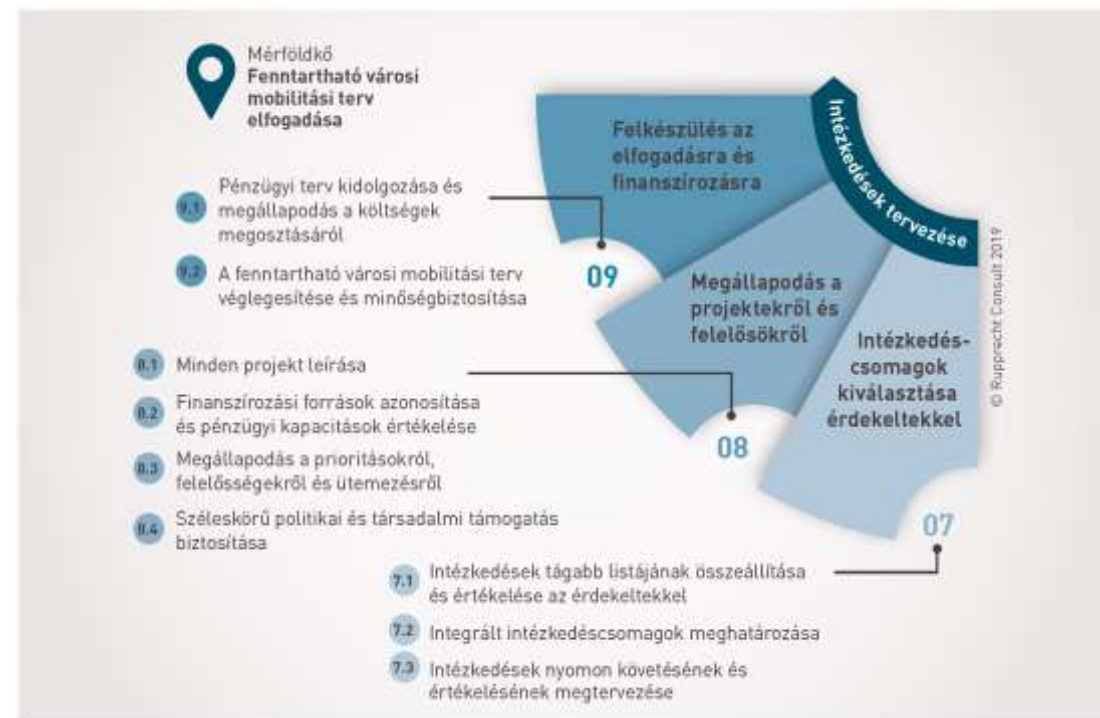 Mérföldkő
Fenntartható városi
mobilitási terv
elfogadása
9.1
Pénzügyi terv kidolgozása és
megállapodás a költségek
megosztásáról
9.2
A fenntartható városi mobilitási terv
véglegesítése és minőségbiztosítása
8.1
Minden projekt leírása
8.2
Finanszírozási források azonosítása
és pénzügyi kapacitások értékelése
8.3
Megállapodás a prioritásokról,
felelősségekről és ütemezésről
8.4
Széleskörű politikai és társadalmi támogatás
biztosítása
7.1
Intézkedések tágabb listájának összeállítása
és értékelése az érdekeltekkel
7.2
Integrált intézkedéscsomagok meghatározása
7.3
Intézkedések nyomon követésének és
értékelésének megtervezése
Felkészülés az
elfogadásra és
finanszírozásra
09
Megállapodás a
projektekről és
felelősökről
08
Intézkedés-
csomagok
kiválasztása
érdekeltekkel
07
Intézkedések tervezése
© Rupprecht Consult 2019